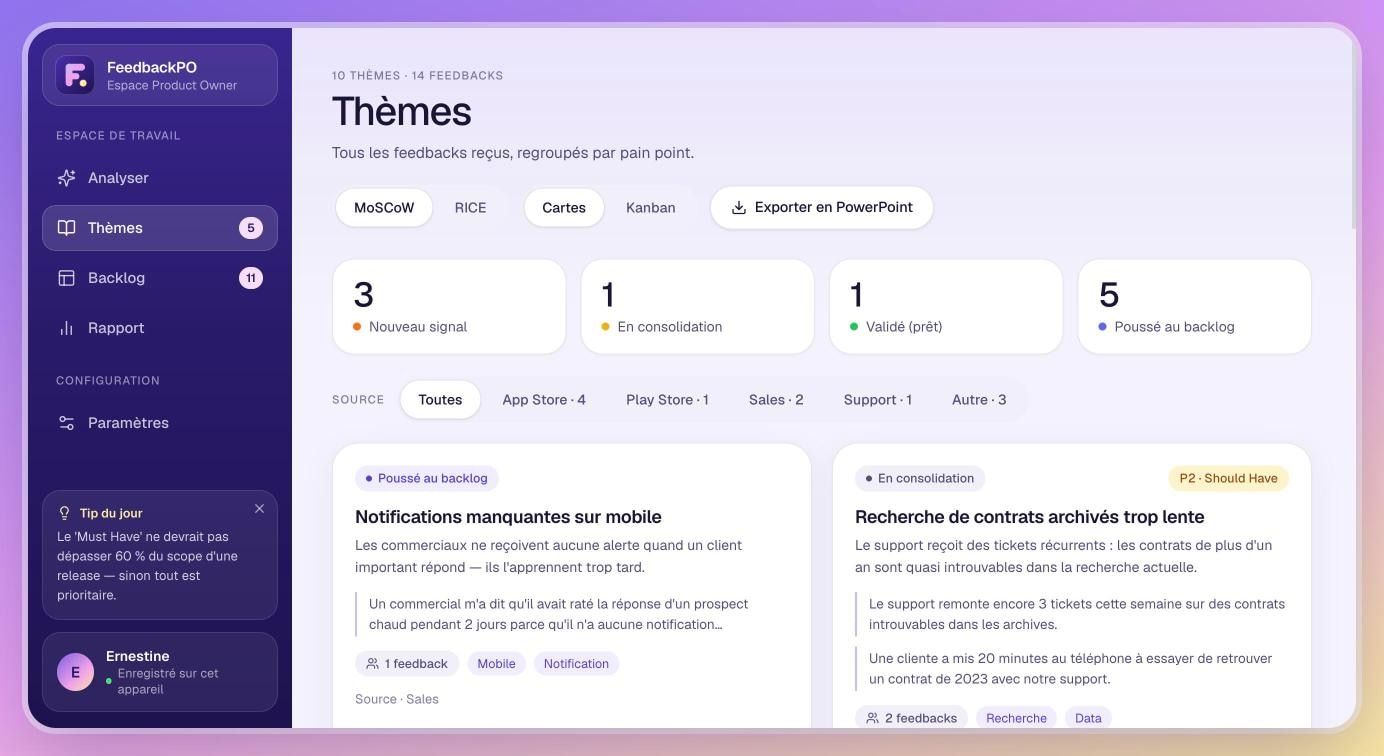 FeedbackPO
Espace Product Owner
ESPACE DE TRAVAIL
Analyser
Thèmes 5
Backlog 11
Rapport
CONFIGURATION
Paramètres
Tip du jour
Le 'Must Have' ne devrait pas
dépasser 60 % du scope d'une
release — sinon tout est
prioritaire.
E
Ernestine
Enregistré sur cet
appareil
10 THÈMES · 14 FEEDBACKS
Thèmes
Tous les feedbacks reçus, regroupés par pain point.
MoSCoW RICE Cartes Kanban Exporter en PowerPoint
3
Nouveau signal
1
En consolidation
1
Validé (prêt)
5
Poussé au backlog
SOURCE Toutes App Store · 4 Play Store · 1 Sales · 2 Support · 1 Autre · 3
Poussé au backlog
Notifications manquantes sur mobile
Les commerciaux ne reçoivent aucune alerte quand un client
important répond — ils l'apprennent trop tard.
Un commercial m'a dit qu'il avait raté la réponse d'un prospect
chaud pendant 2 jours parce qu'il n'a aucune notification…
1 feedback Mobile Notification
Source · Sales
En consolidation P2 · Should Have
Recherche de contrats archivés trop lente
Le support reçoit des tickets récurrents : les contrats de plus d'un
an sont quasi introuvables dans la recherche actuelle.
Le support remonte encore 3 tickets cette semaine sur des contrats
introuvables dans les archives.
Une cliente a mis 20 minutes au téléphone à essayer de retrouver
un contrat de 2023 avec notre support.
2 feedbacks Recherche Data